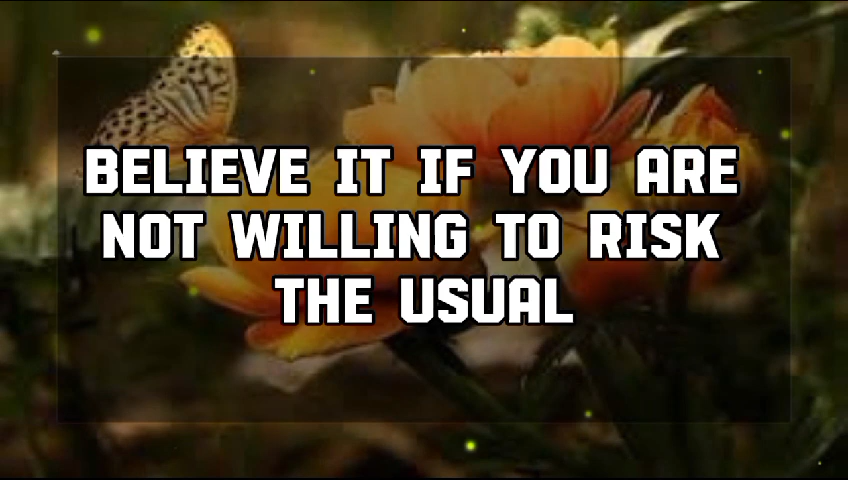 BELIEVE IT IF YOU ARE
NOT WILLING TO RISK
THE USUAL